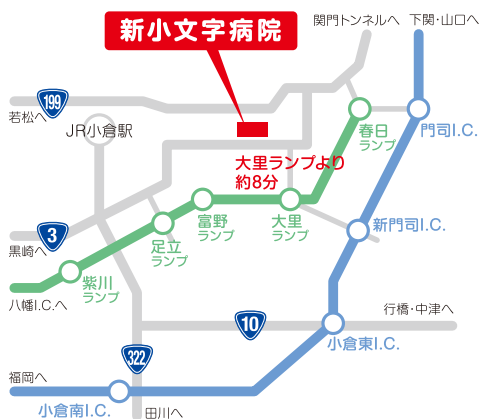 新小文字病院
関門トンネルへ
下関・山口へ
199
若松へ
JR小倉駅
春日
ランプ
門司I.C.
大里ランプより
約8分
富野
ランプ
大里
ランプ
新門司I.C.
足立
ランプ
3
黒崎へ
紫川
ランプ
八幡I.C.へ
行橋・中津へ
10
小倉東I.C.
322
福岡へ
小倉南I.C.
田川へ